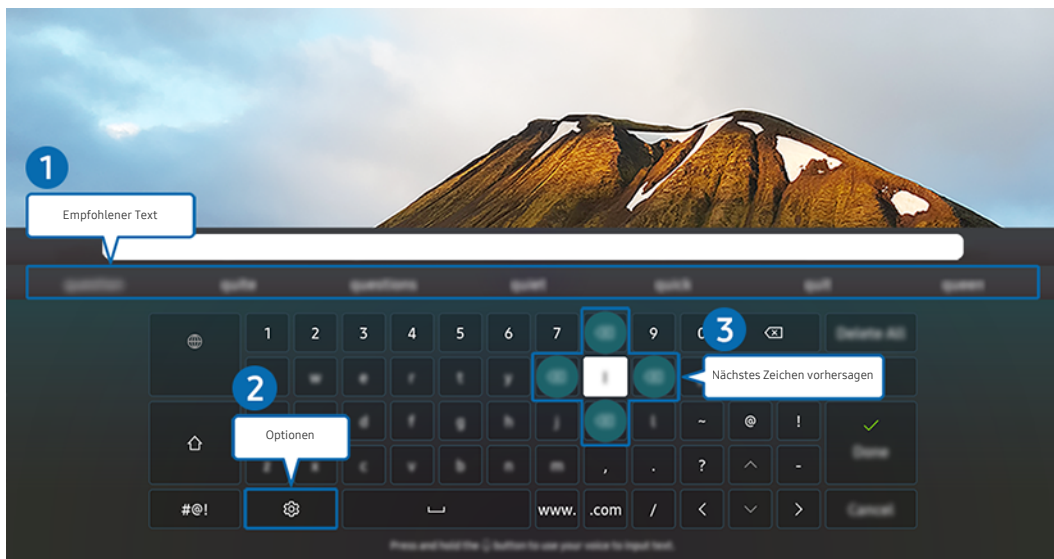 1
Empfohlener Text
question quite questions quiet quick quit queen
1 2 3 4 5 6 7 9 0 3 Delete All
Nächstes Zeichen vorhersagen
w e r t y
2
Optionen
d f g h j l ~ @ !
Done
z x c v b n m , . ? ^ -
#@! www. .com / < > Cancel
Press and hold the button to use your voice to input text.